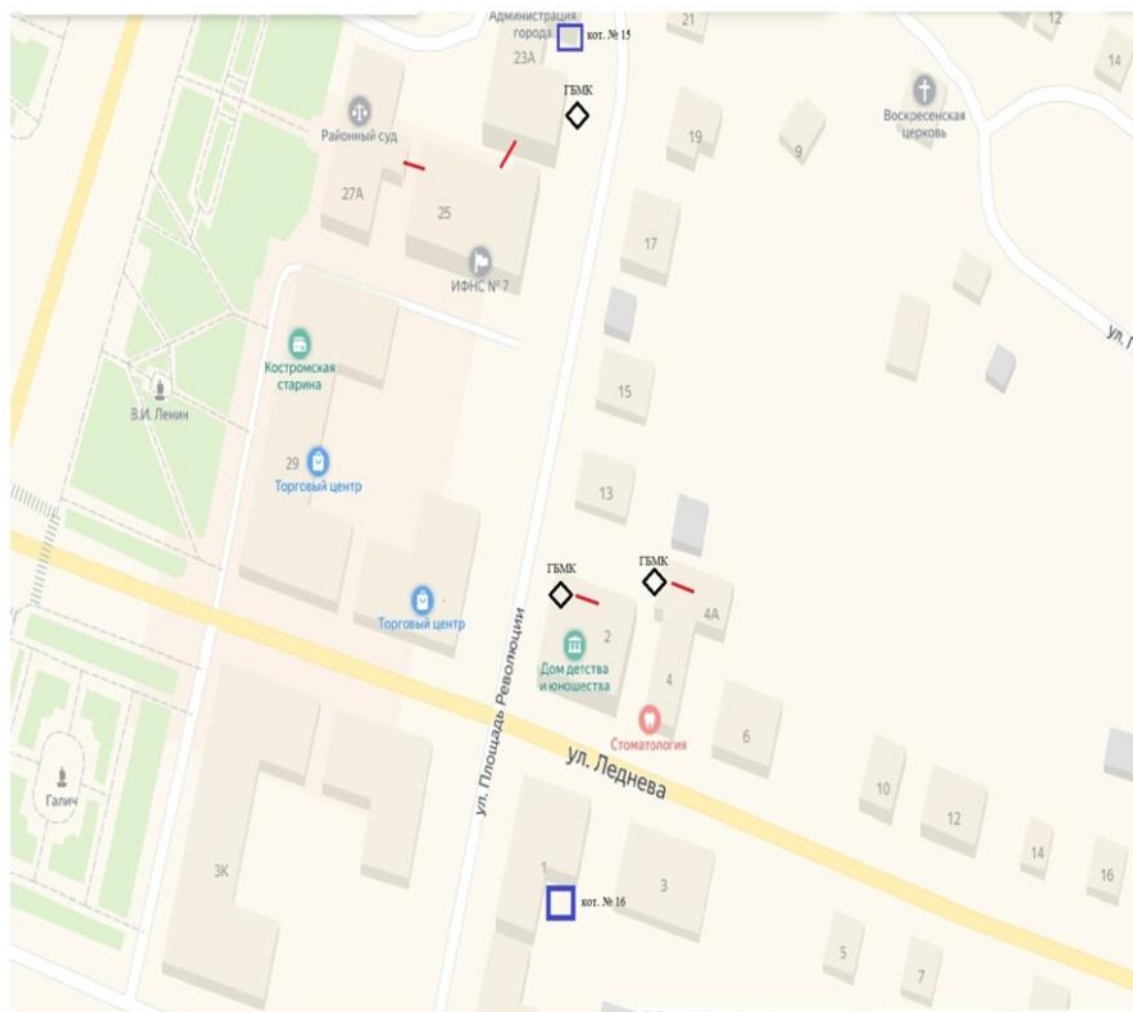 Администрация
города
кот. № 15
21
12
23А
14
ГБМК
Районный суд
19
9
Воскресенская
церковь
27А
25
17
ИФНС № 7
Костромская
старина
В.И. Ленин
15
29
Торговый центр
13
ГБМК
ГБМК
Торговый центр
2
4А
Дом детства
и юношества
4
Стоматология
6
ул. Площадь Революции
ул. Леднева
Галич
10
12
14
16
3К
1
3
кот. № 16
5
7